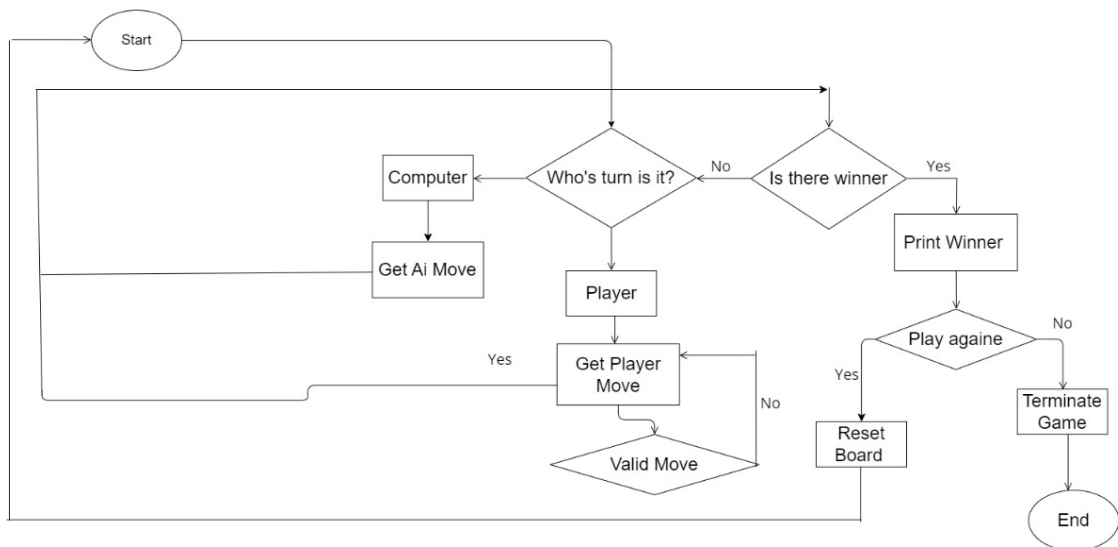 Start
No
Yes
Computer
Who's turn is it?
Is there winner
Print Winner
Get Ai Move
Player
No
Play againe
Yes
Get Player
Move
Yes
No
Terminate
Game
Reset
Board
Valid Move
End